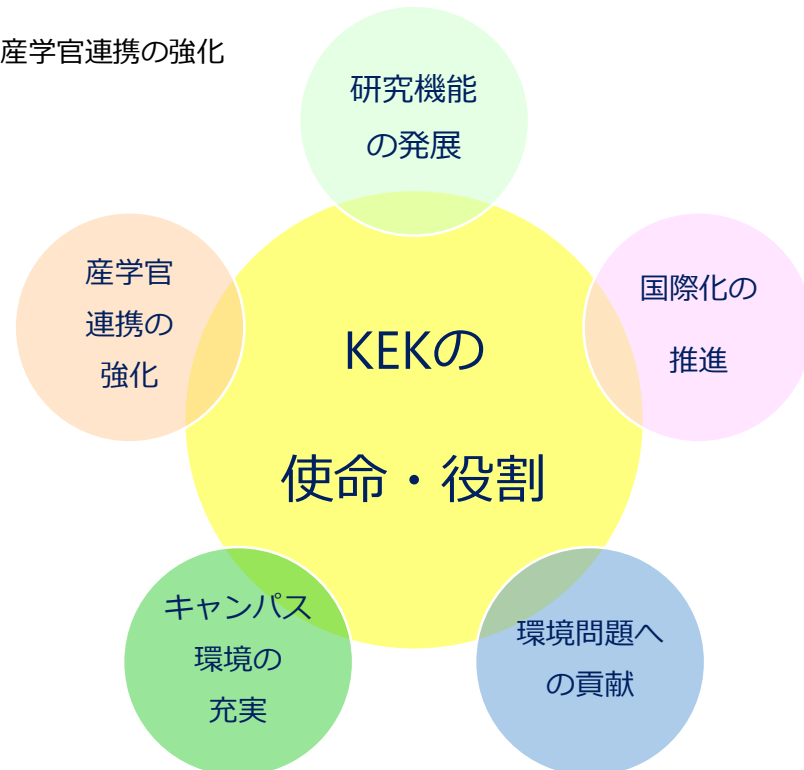 産学官連携の強化
研究機能
の発展
産学官
連携の
強化
国際化の
推進
KEKの
使命・役割
キャンパス
環境の
充実
環境問題へ
の貢献